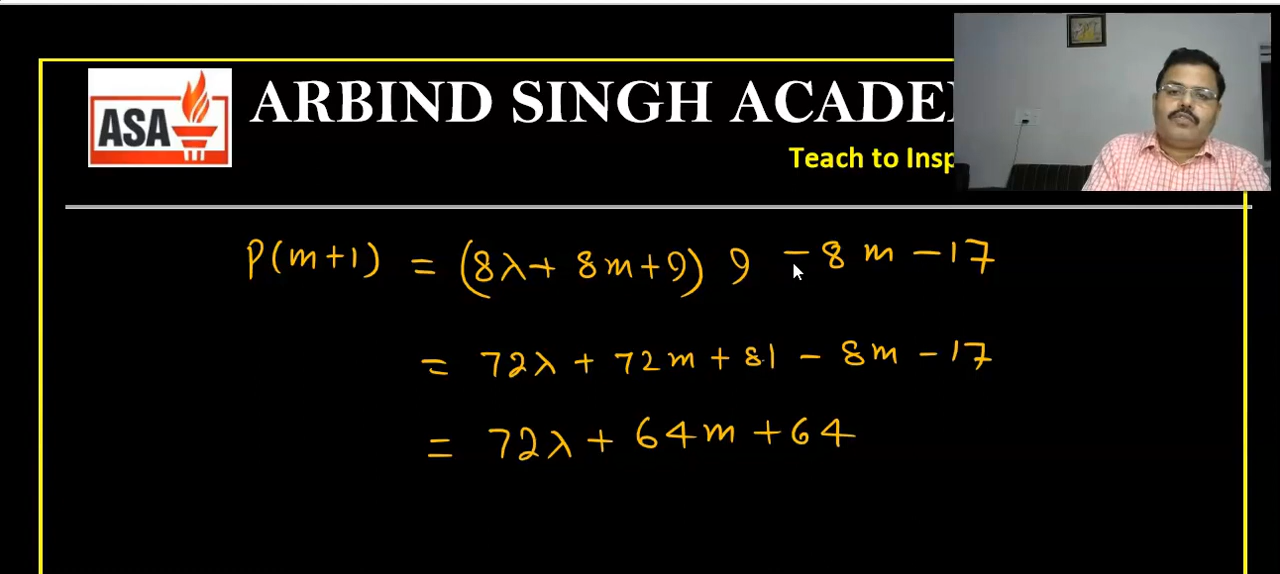 ASA
ARBIND SINGH ACADE
Teach to Insp
P(m+1) = (8λ+ 8m+9) 9 -8m-17
= 72λ + 72m + 81 - 8m - 17
= 72λ + 64m + 64